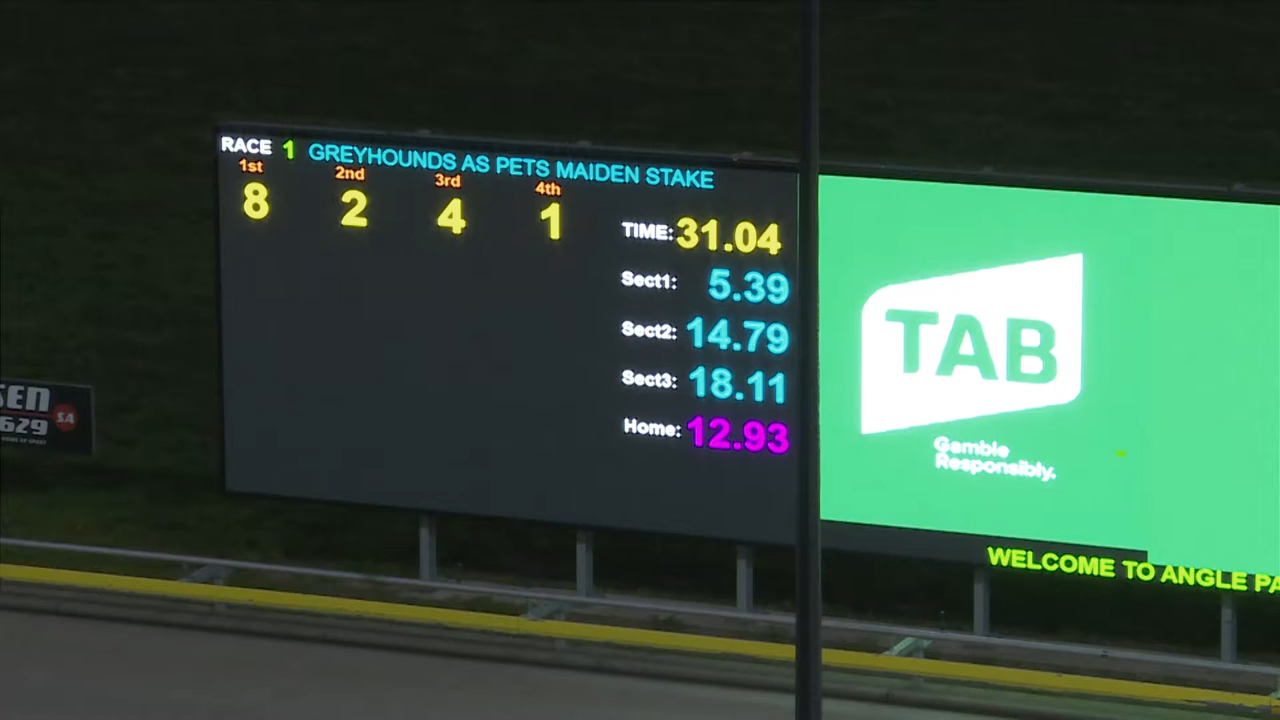 RACE 1 GREYHOUNDS AS PETS MAIDEN STAKE
1st 2nd 3rd 4th
8 2 4 1
TIME: 31.04
Sect1: 5.39
Sect2: 14.79
Sect3: 18.11
Home: 12.93
TAB
Gamble
Responsibly.
WELCOME TO ANGLE PA
SEN
629
SA